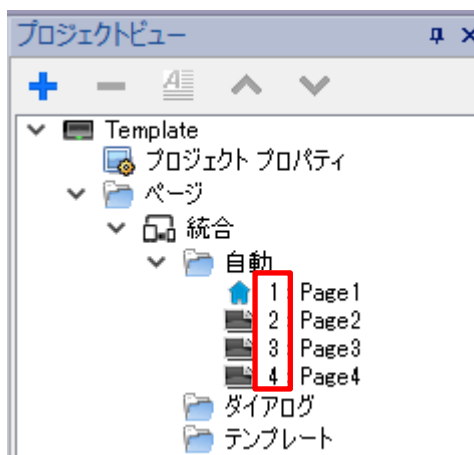 プロジェクトビュー
Template
プロジェクト プロパティ
ページ
統合
自動
1 : Page1
2 : Page2
3 : Page3
4 : Page4
ダイアログ
テンプレート